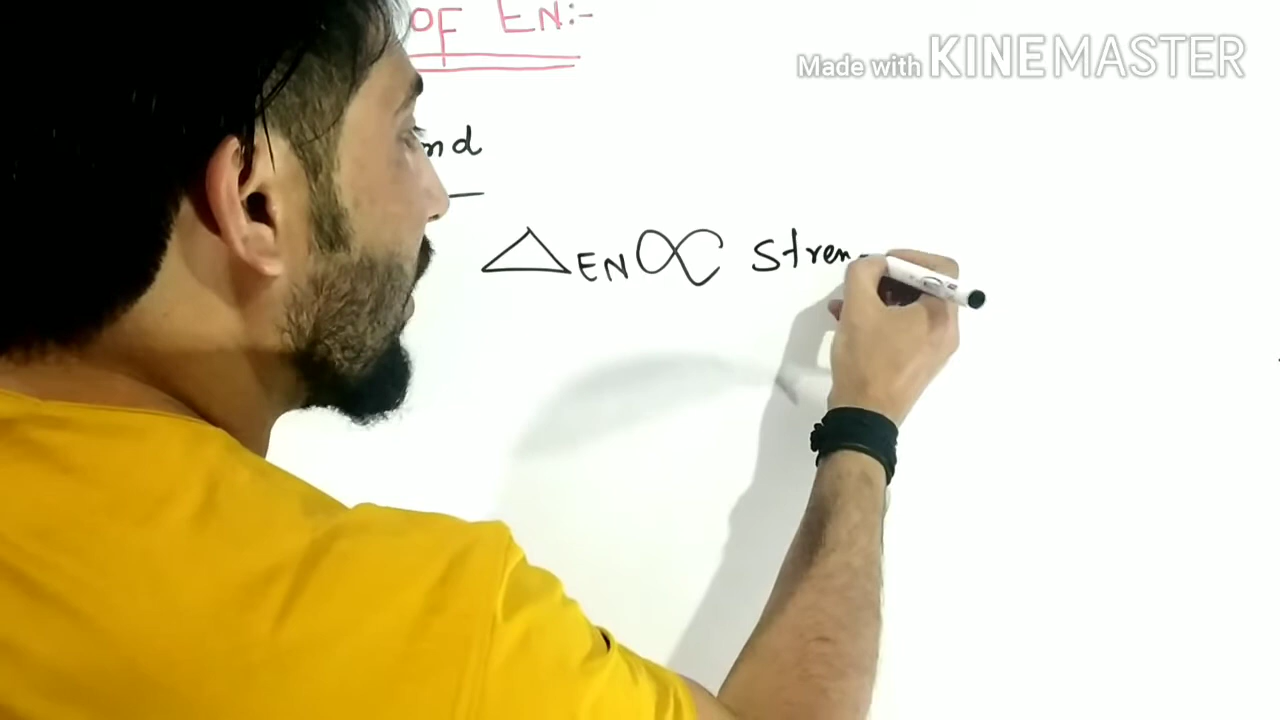 OF EN:-
Made with KINEMASTER
nd
△EN ∝ Stren